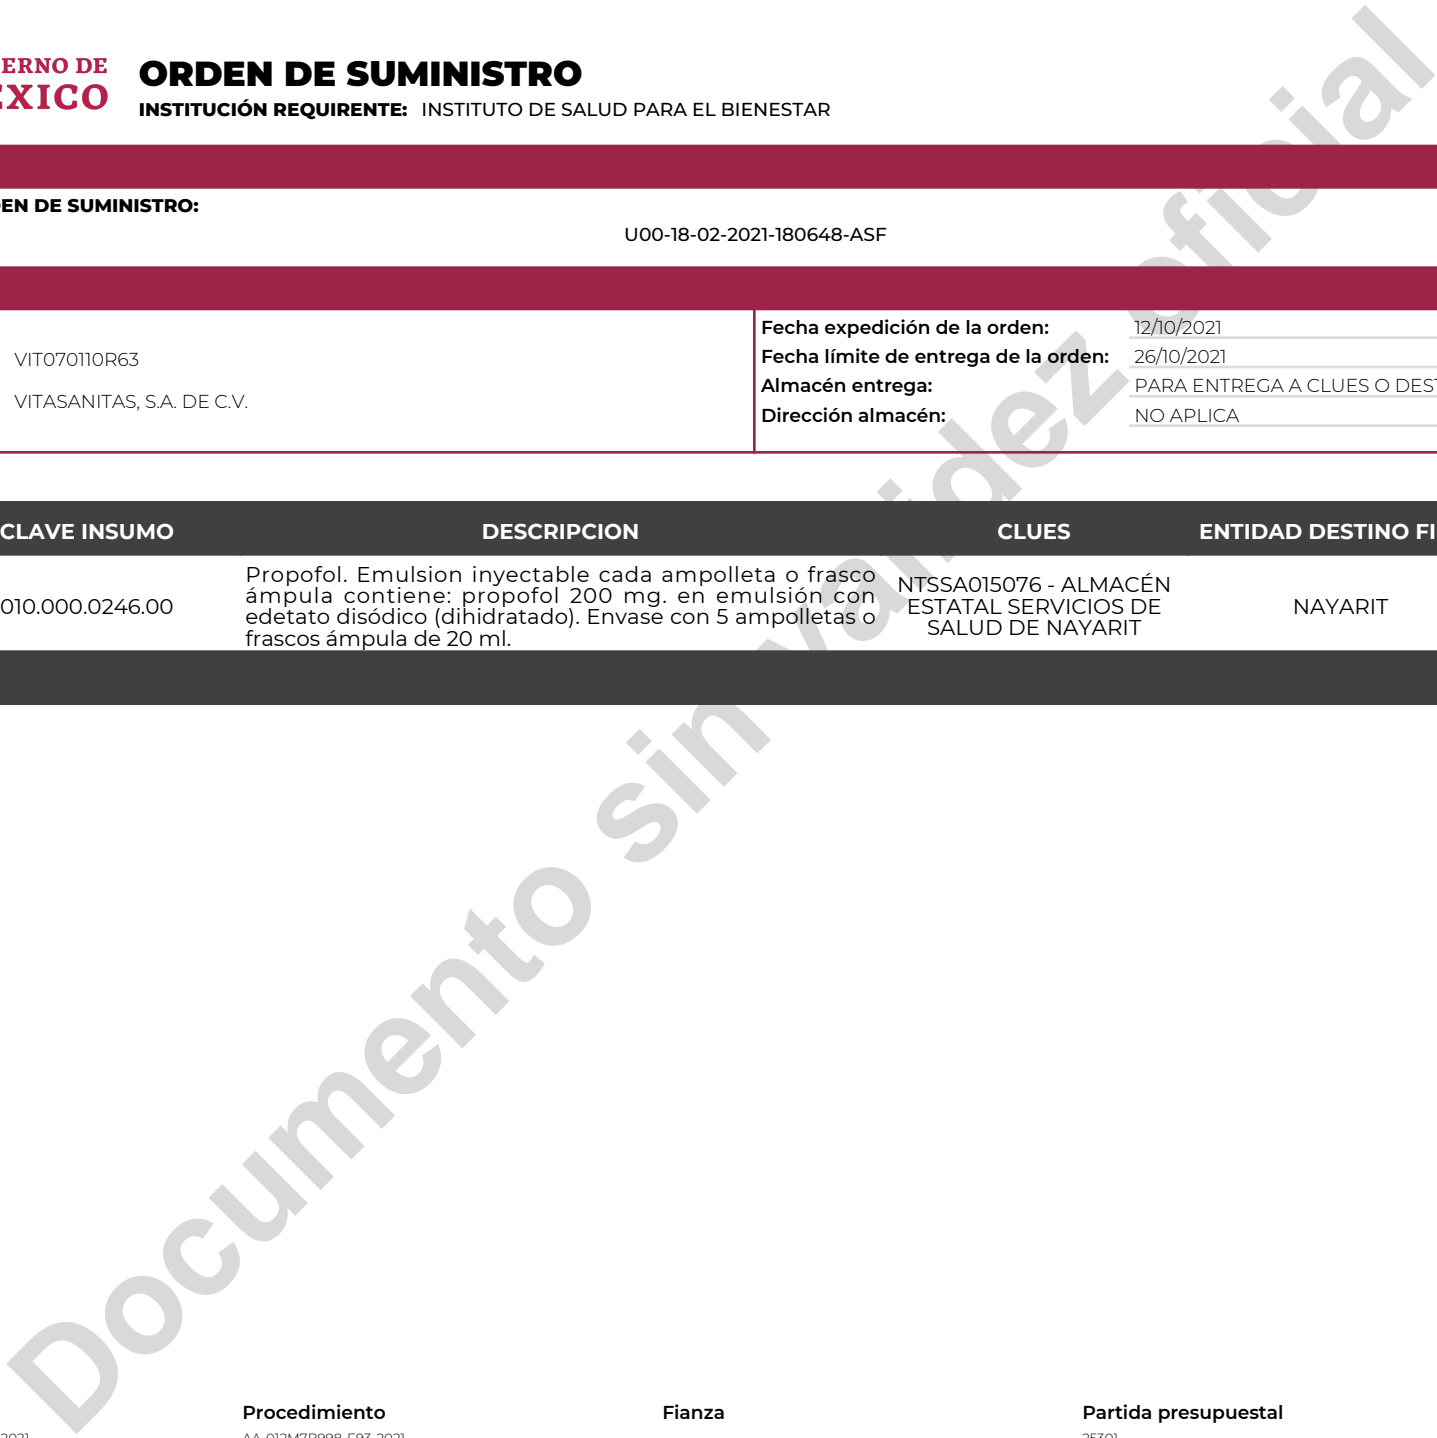 ERNO DE
EXICO
ORDEN DE SUMINISTRO
INSTITUCIÓN REQUIRENTE: INSTITUTO DE SALUD PARA EL BIENESTAR
EN DE SUMINISTRO:
U00-18-02-2021-180648-ASF
VIT070110R63
VITASANITAS, S.A. DE C.V.
Fecha expedición de la orden: 12/10/2021
Fecha límite de entrega de la orden: 26/10/2021
Almacén entrega: PARA ENTREGA A CLUES O DEST
Dirección almacén: NO APLICA
CLAVE INSUMO DESCRIPCION CLUES ENTIDAD DESTINO FI
010.000.0246.00
Propofol. Emulsion inyectable cada ampolleta o frasco
ámpula contiene: propofol 200 mg. en emulsión con
edetato disódico (dihidratado). Envase con 5 ampolletas o
frascos ámpula de 20 ml.
NTSSA015076 - ALMACÉN
ESTATAL SERVICIOS DE
SALUD DE NAYARIT
NAYARIT
Documento sin validez oficial
Procedimiento Fianza Partida presupuestal